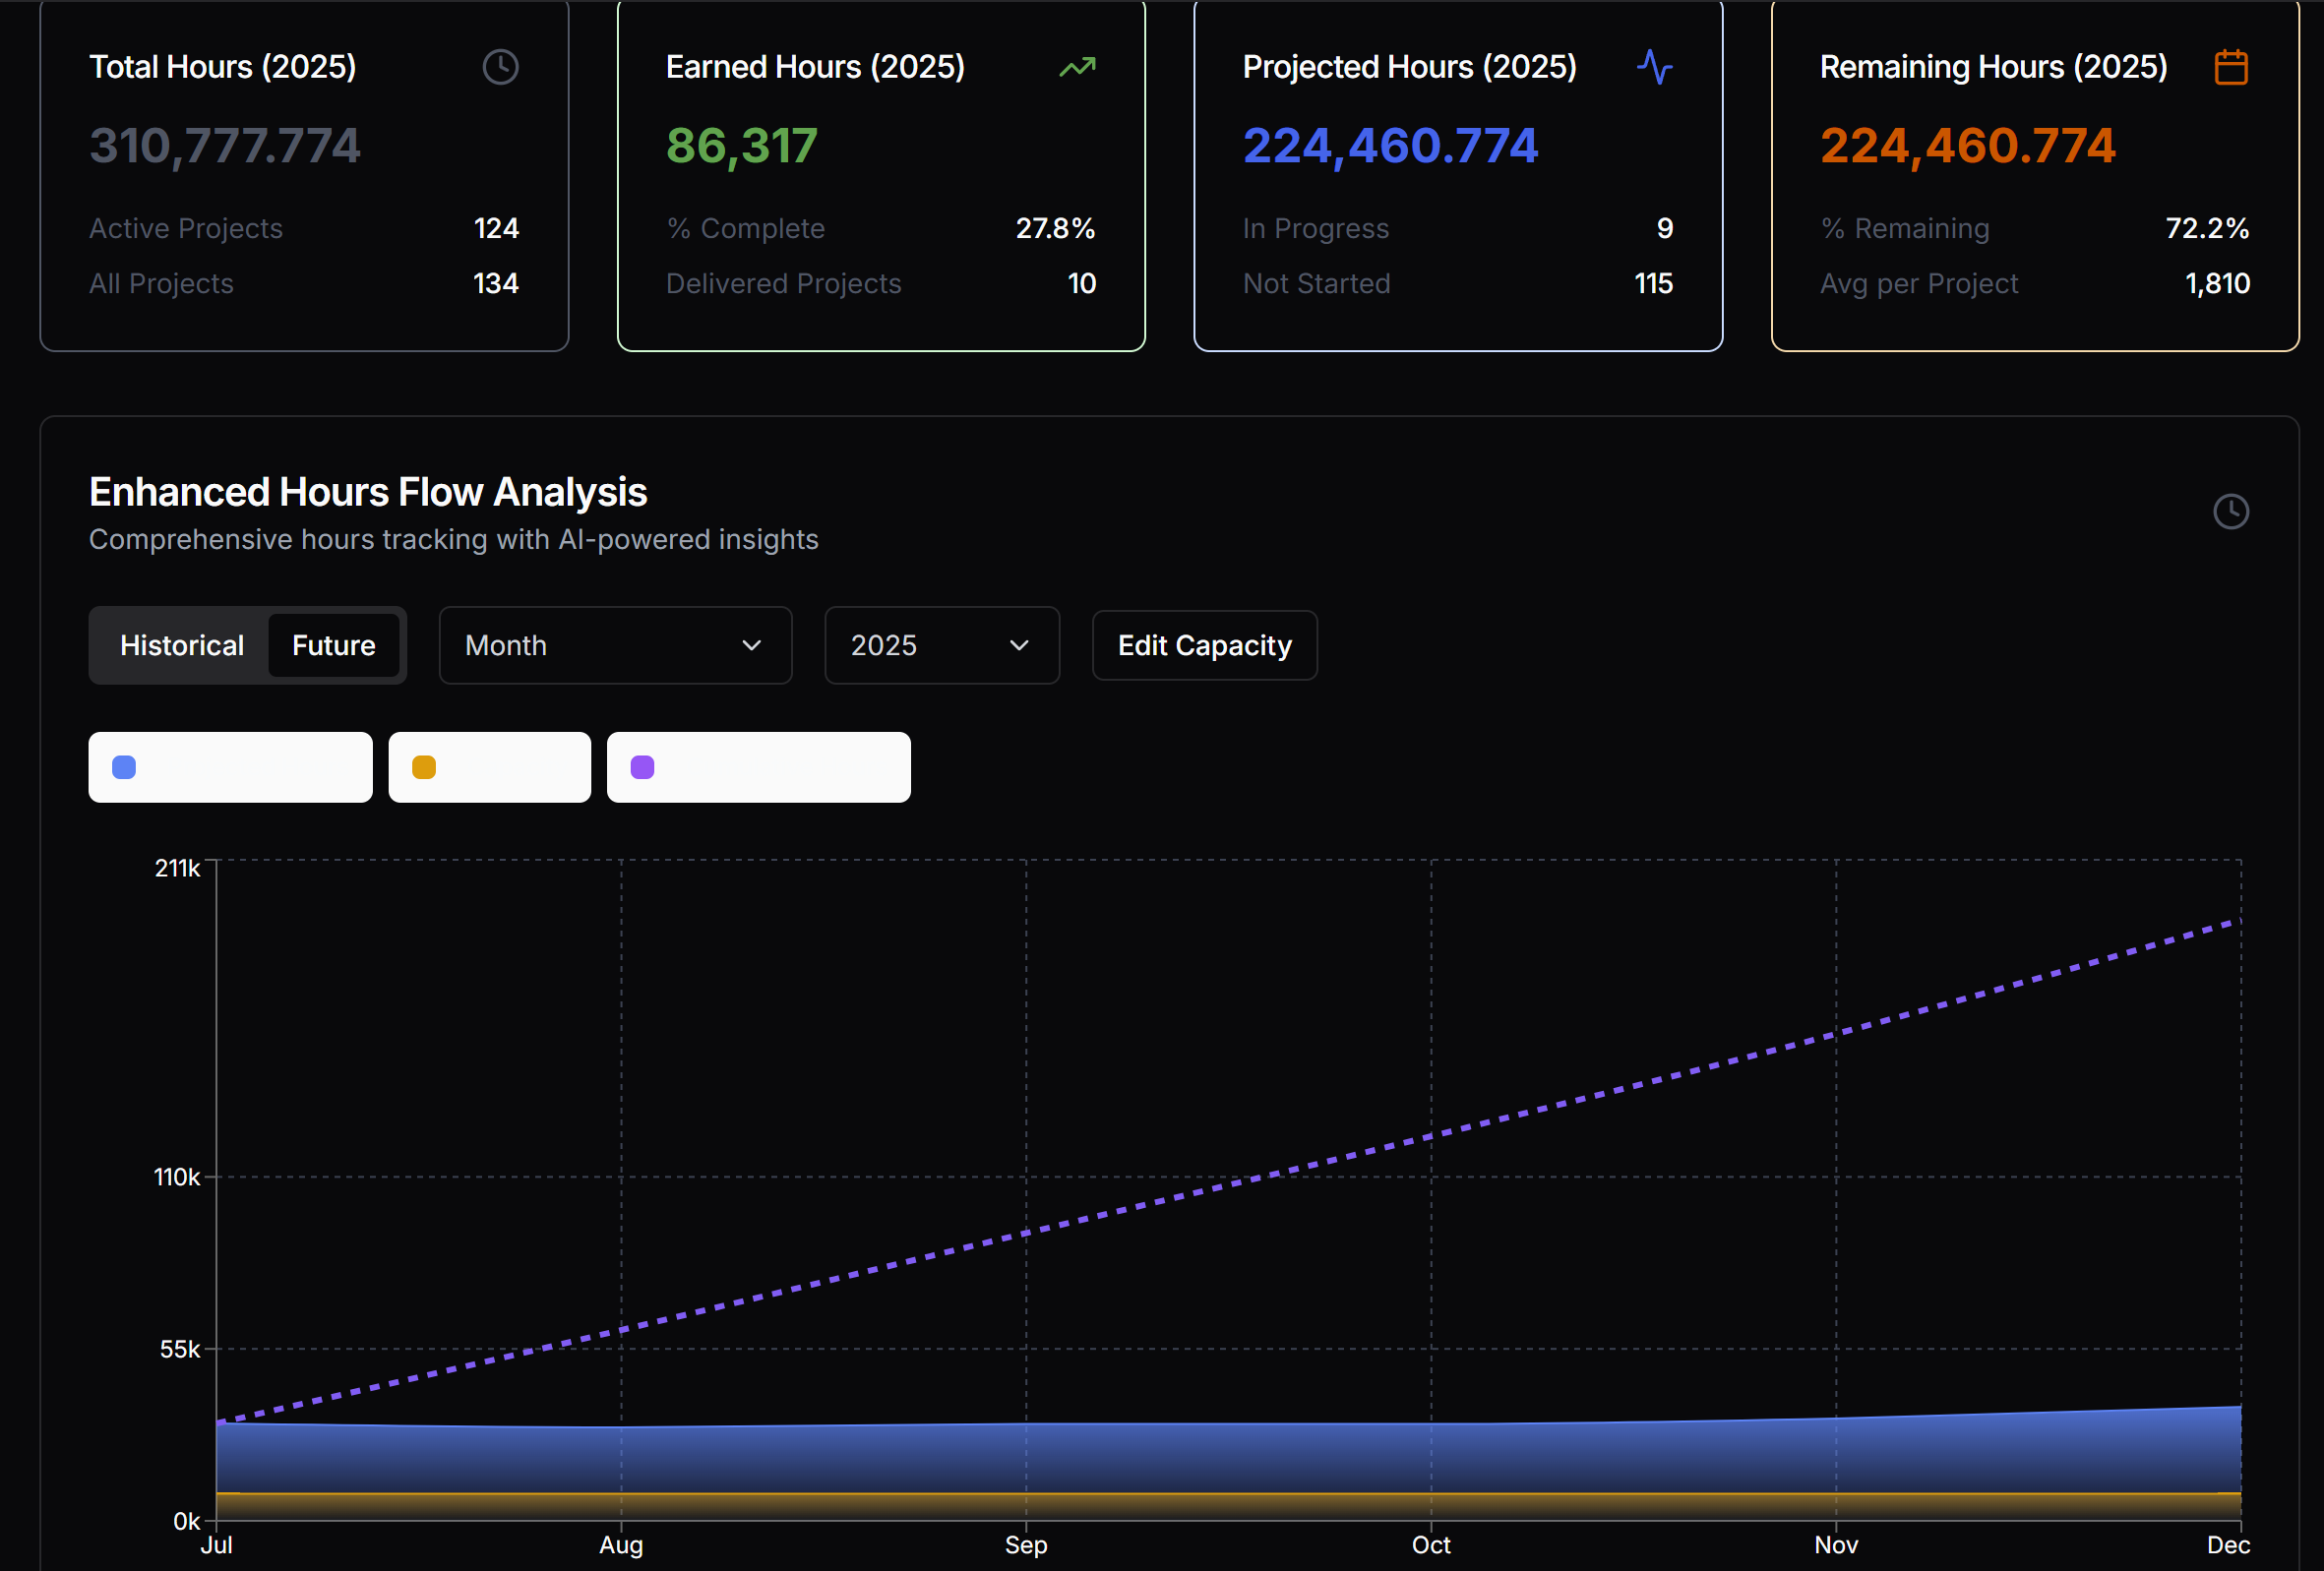 Total Hours (2025)
310,777.774
Active Projects 124
All Projects 134
Earned Hours (2025)
86,317
% Complete 27.8%
Delivered Projects 10
Projected Hours (2025)
224,460.774
In Progress 9
Not Started 115
Remaining Hours (2025)
224,460.774
% Remaining 72.2%
Avg per Project 1,810
Enhanced Hours Flow Analysis
Comprehensive hours tracking with AI-powered insights
Historical Future Month 2025 Edit Capacity
211k
110k
55k
0k
Jul Aug Sep Oct Nov Dec